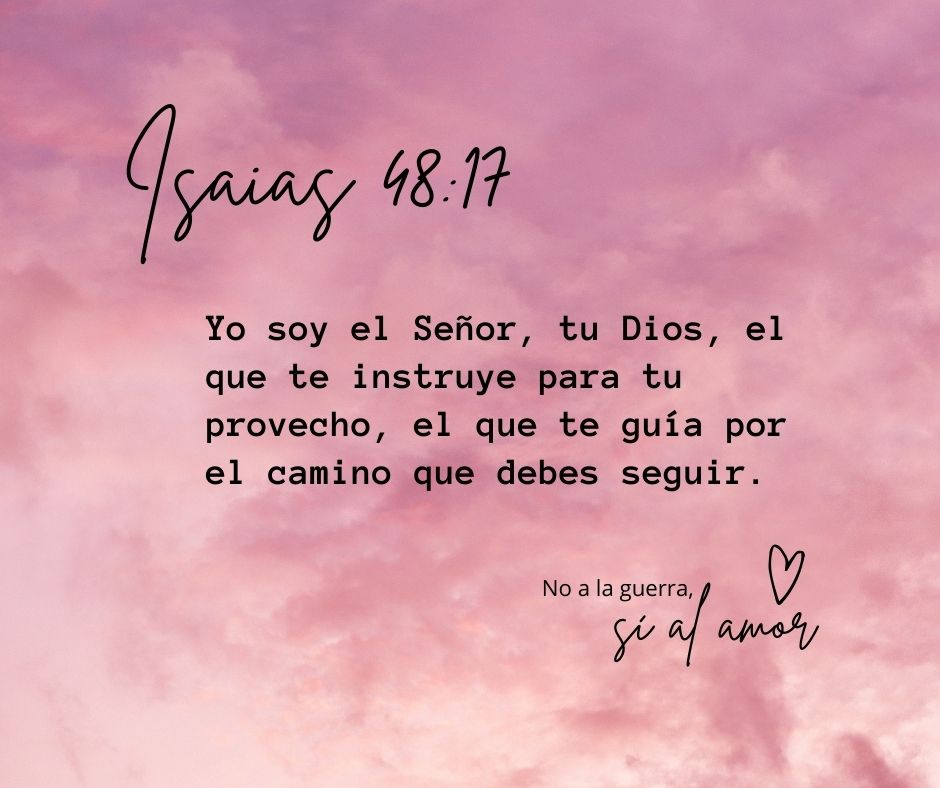 Isaias 48:17
Yo soy el Señor, tu Dios, el
que te instruye para tu
provecho, el que te guía por
el camino que debes seguir.
No a la guerra,
sí al amor